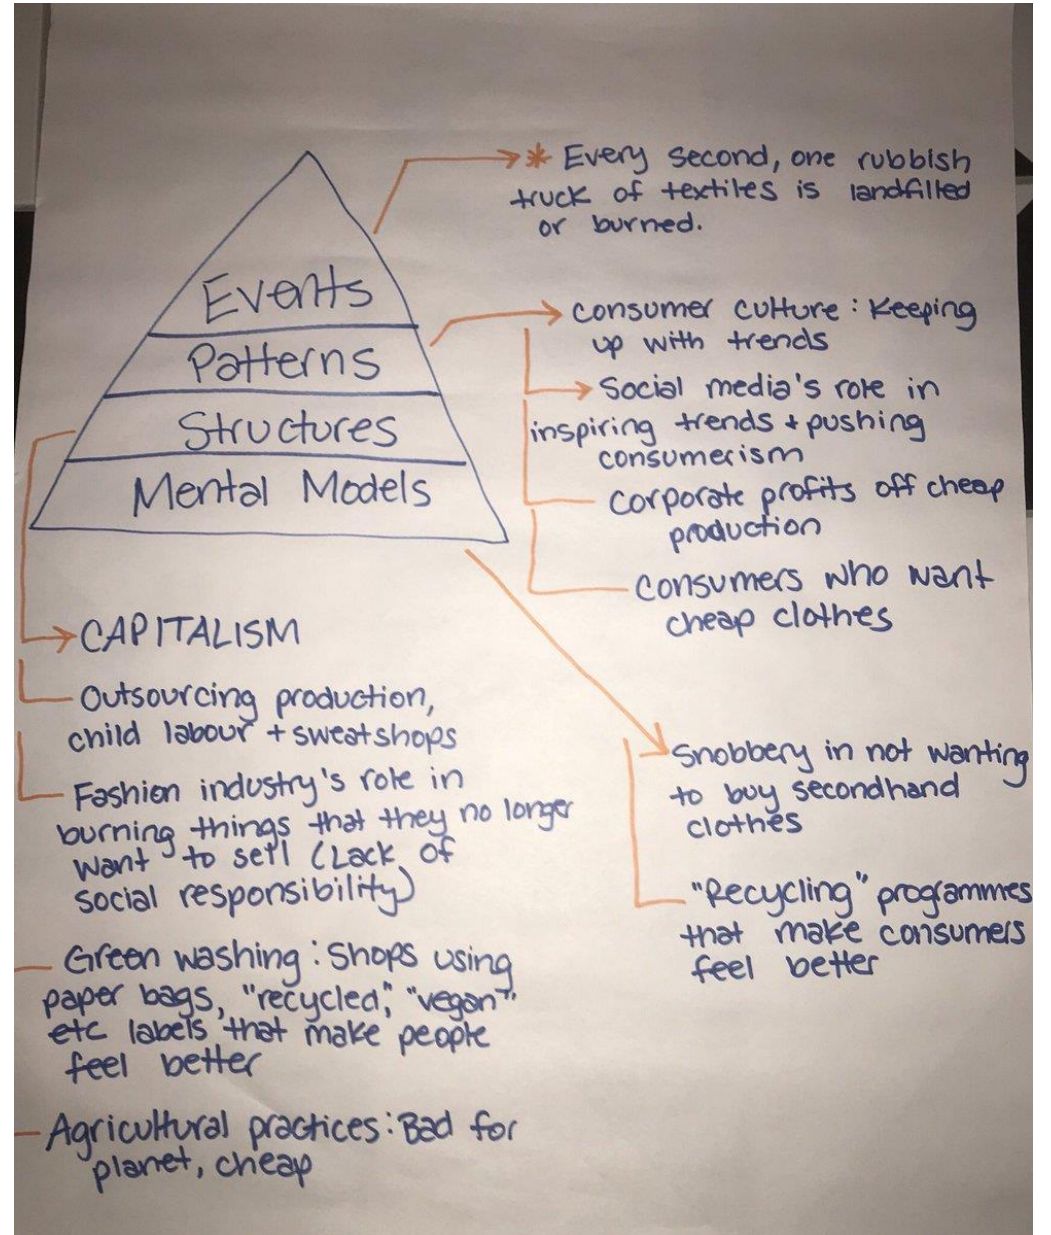 * Every second, one rubbish
truck of textiles is landfilled
or burned.
Events
Patterns
Structures
Mental Models
consumer culture : Keeping
up with trends
Social media's role in
inspiring trends + pushing
consumerism
corporate profits off cheap
production
consumers who want
cheap clothes
CAPITALISM
Outsourcing production,
child labour + sweatshops
Fashion industry's role in
burning things that they no longer
want to sell (Lack of
social responsibility)
Green washing : Shops using
paper bags, "recycled," "vegan"
etc labels that make people
feel better
Agricultural practices : Bad for
planet, cheap
Snobbery in not wanting
to buy secondhand
clothes
"Recycling" programmes
that make consumers
feel better